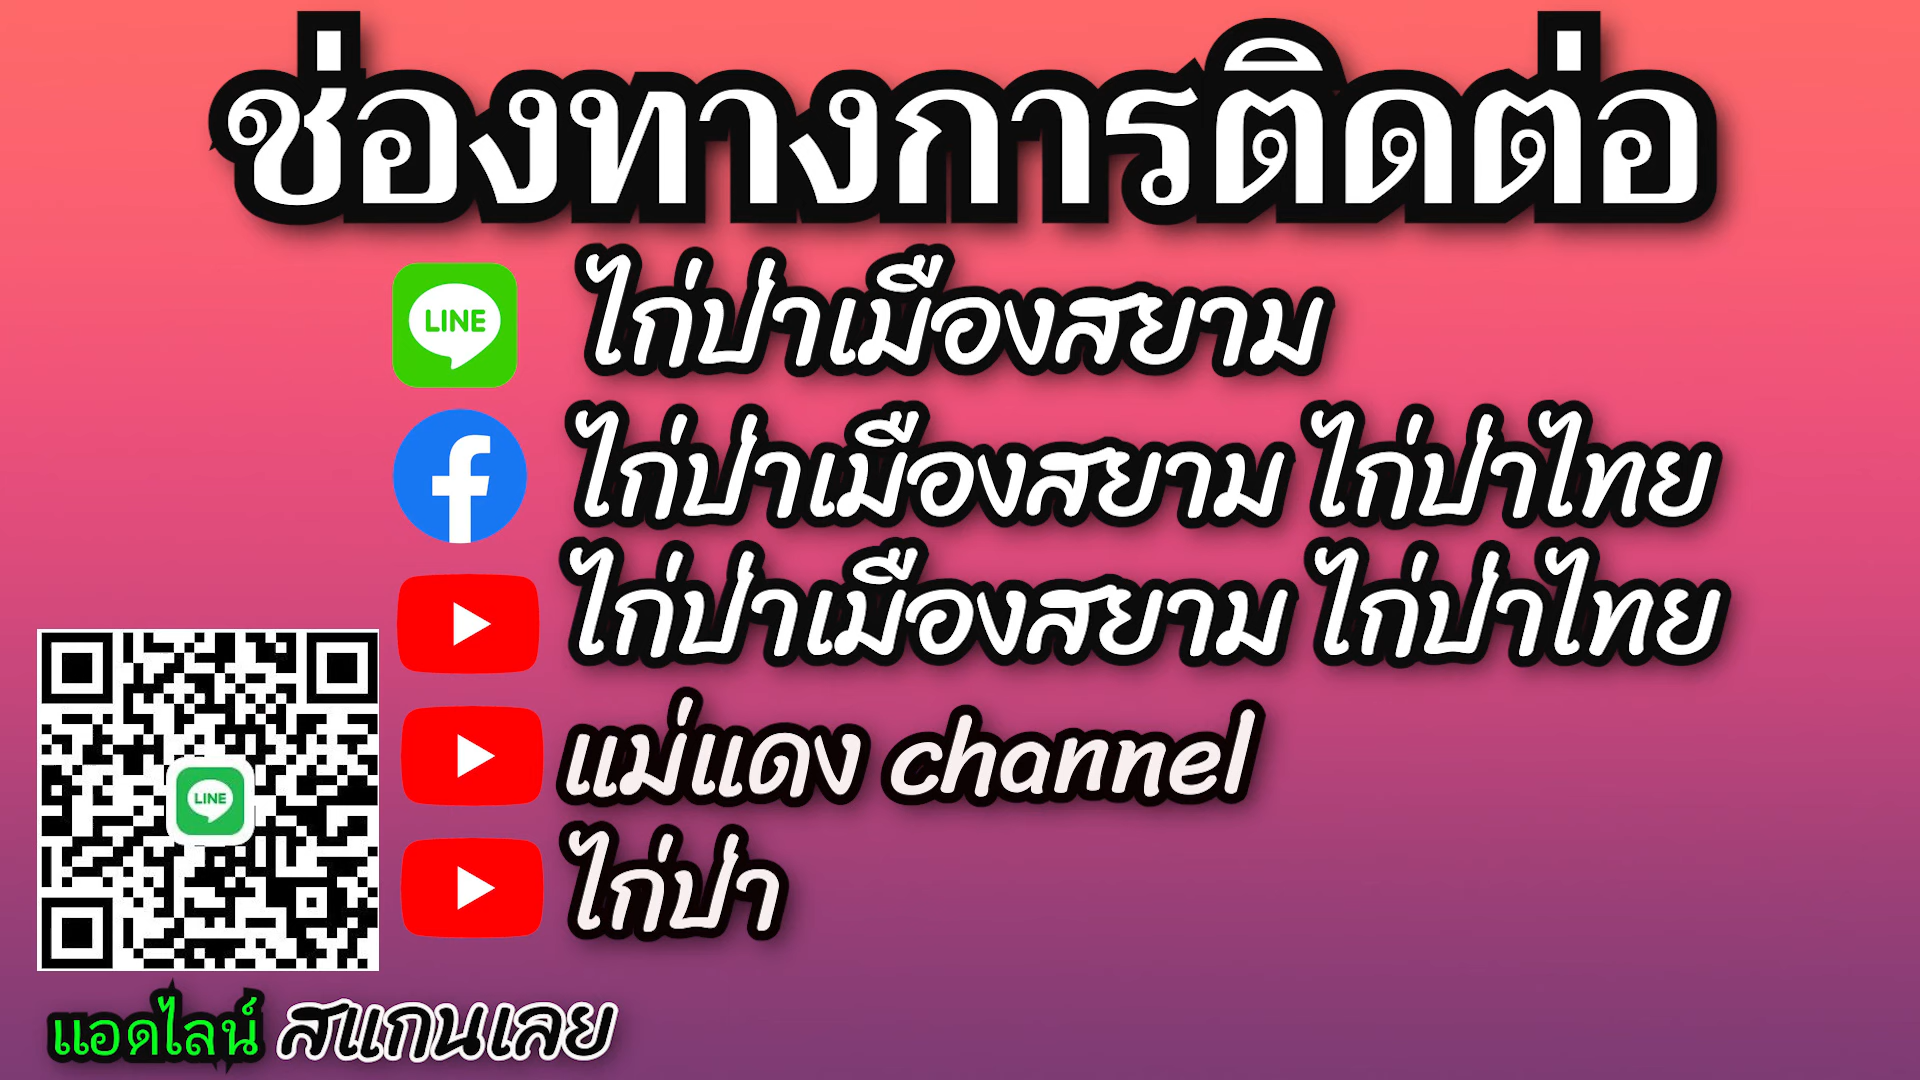 ช่องทางการติดต่อ
LINE ไก่ป่าเมืองสยาม
ไก่ป่าเมืองสยาม ไก่ป่าไทย
ไก่ป่าเมืองสยาม ไก่ป่าไทย
แม่แดง channel
ไก่ป่า
LINE
แอดไลน์ สแกนเลย